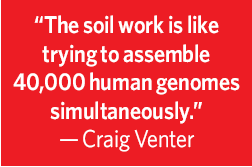 “The soil work is like
trying to assemble
40,000 human genomes
simultaneously.”
— Craig Venter